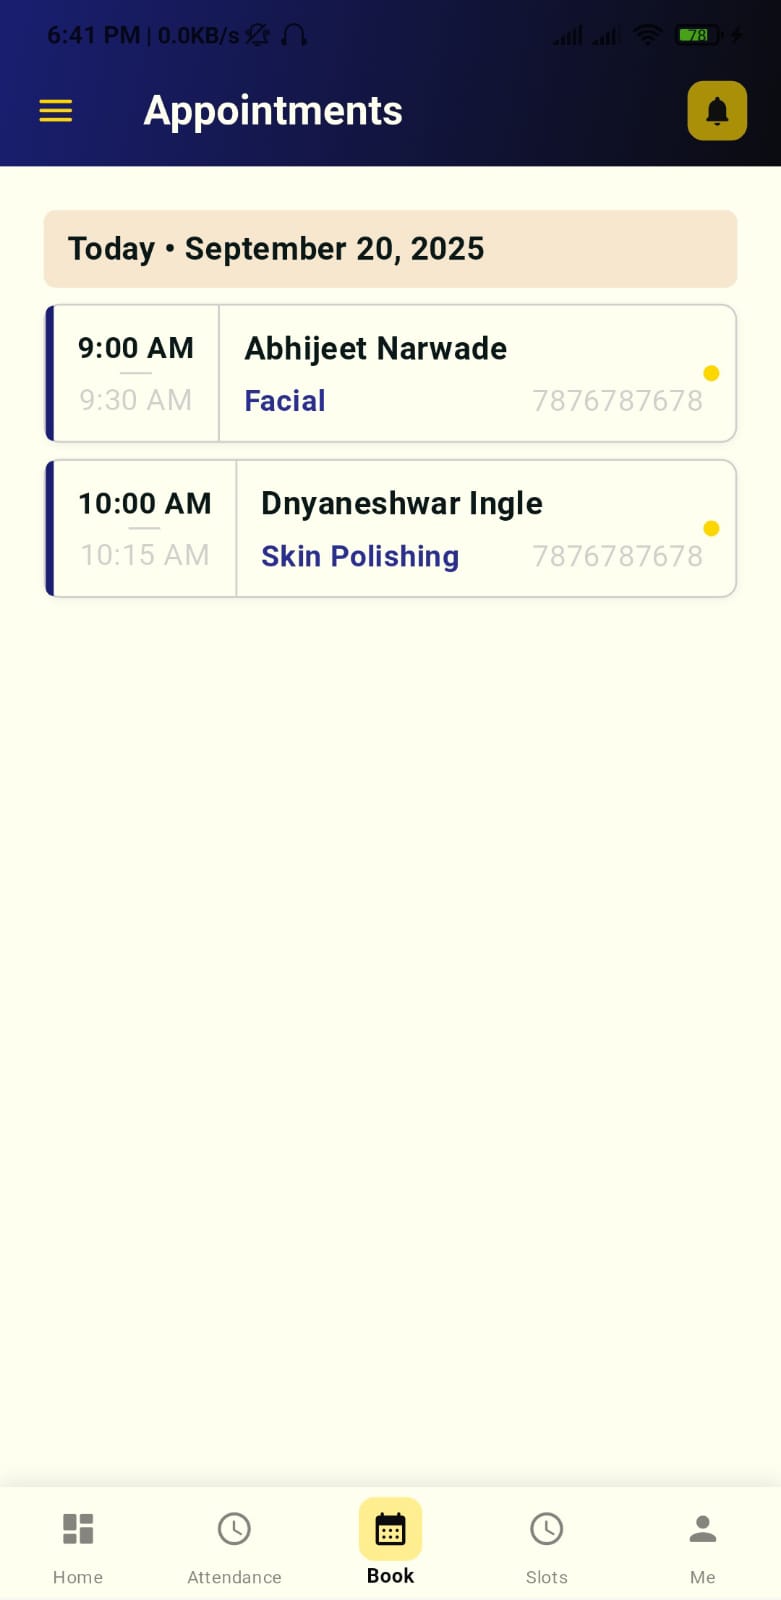 6:41 PM | 0.0KB/s
78
Appointments
Today • September 20, 2025
9:00 AM
9:30 AM
Abhijeet Narwade
Facial
7876787678
10:00 AM
10:15 AM
Dnyaneshwar Ingle
Skin Polishing
7876787678
Home
Attendance
Book
Slots
Me